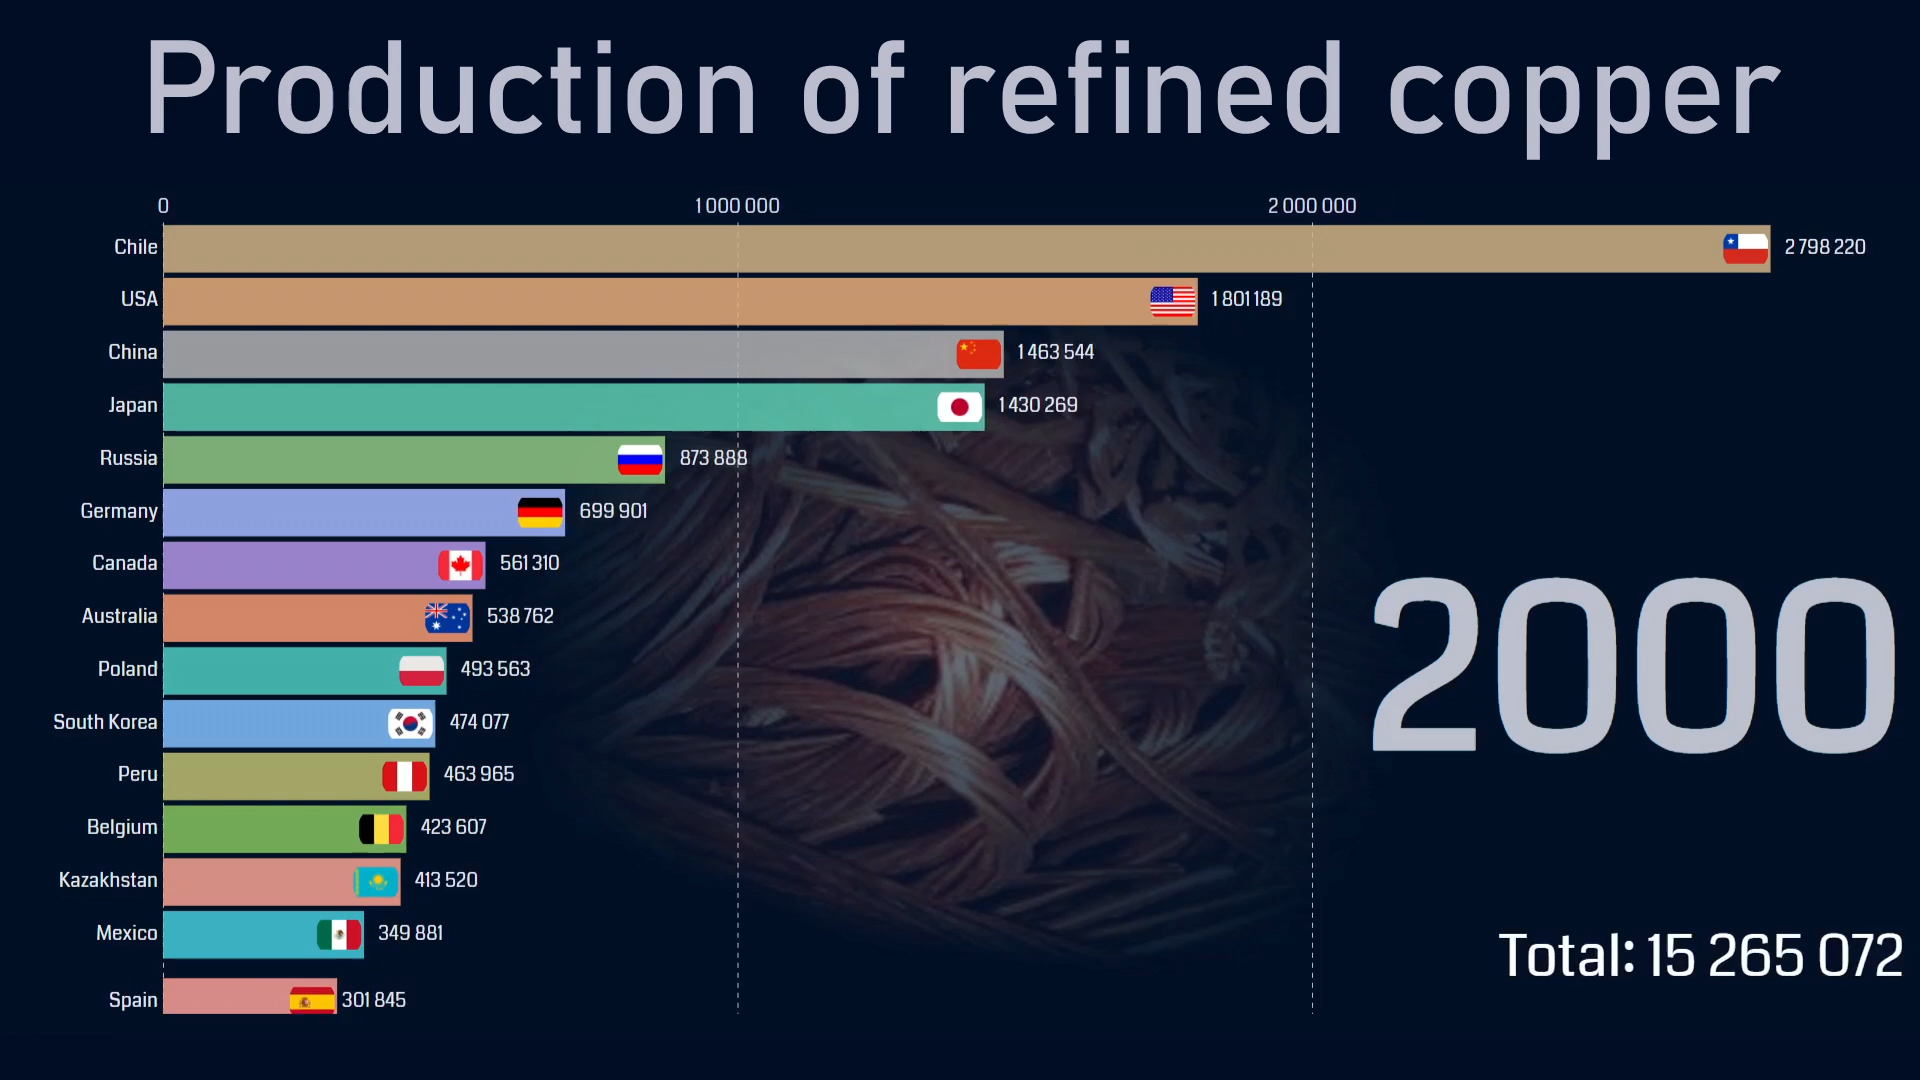 Production of refined copper
0 1 000 000 2 000 000
Chile 2 798 220
USA 1 801 189
China 1 463 544
Japan 1 430 269
Russia 873 888
Germany 699 901
Canada 561 310
Australia 538 762
Poland 493 563
South Korea 474 077
Peru 463 965
Belgium 423 607
Kazakhstan 413 520
Mexico 349 881
Spain 301 845
2000
Total: 15 265 072